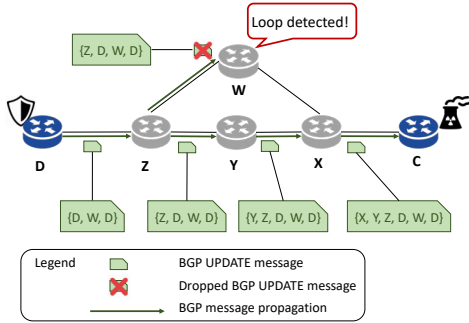 {Z, D, W, D}
Loop detected!
W
D
Z
Y
X
C
{D, W, D}
{Z, D, W, D}
{Y, Z, D, W, D}
{X, Y, Z, D, W, D}
Legend
BGP UPDATE message
Dropped BGP UPDATE message
BGP message propagation